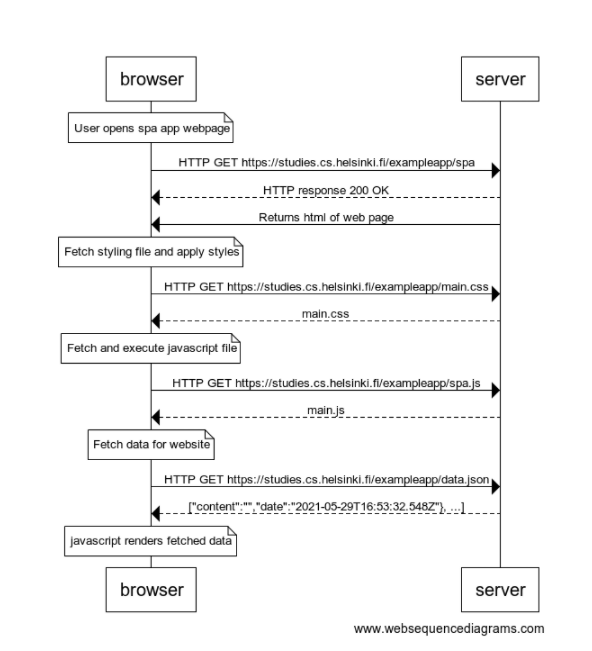 browser server
User opens spa app webpage
HTTP GET https://studies.cs.helsinki.fi/exampleapp/spa
HTTP response 200 OK
Returns html of web page
Fetch styling file and apply styles
HTTP GET https://studies.cs.helsinki.fi/exampleapp/main.css
main.css
Fetch and execute javascript file
HTTP GET https://studies.cs.helsinki.fi/exampleapp/spa.js
main.js
Fetch data for website
HTTP GET https://studies.cs.helsinki.fi/exampleapp/data.json
["content":"","date":"2021-05-29T16:53:32.548Z"}, ...]
javascript renders fetched data
browser server
www.websequencediagrams.com